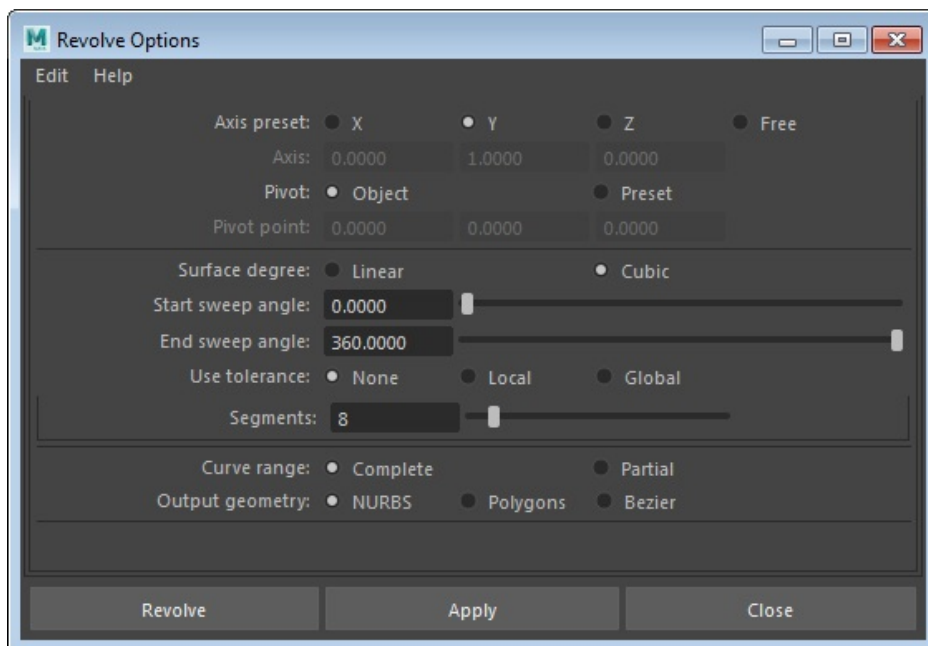 Revolve Options
Edit Help
Axis preset: X Y Z Free
Axis: 0.0000 1.0000 0.0000
Pivot: Object Preset
Pivot point: 0.0000 0.0000 0.0000
Surface degree: Linear Cubic
Start sweep angle: 0.0000
End sweep angle: 360.0000
Use tolerance: None Local Global
Segments: 8
Curve range: Complete Partial
Output geometry: NURBS Polygons Bezier
Revolve Apply Close